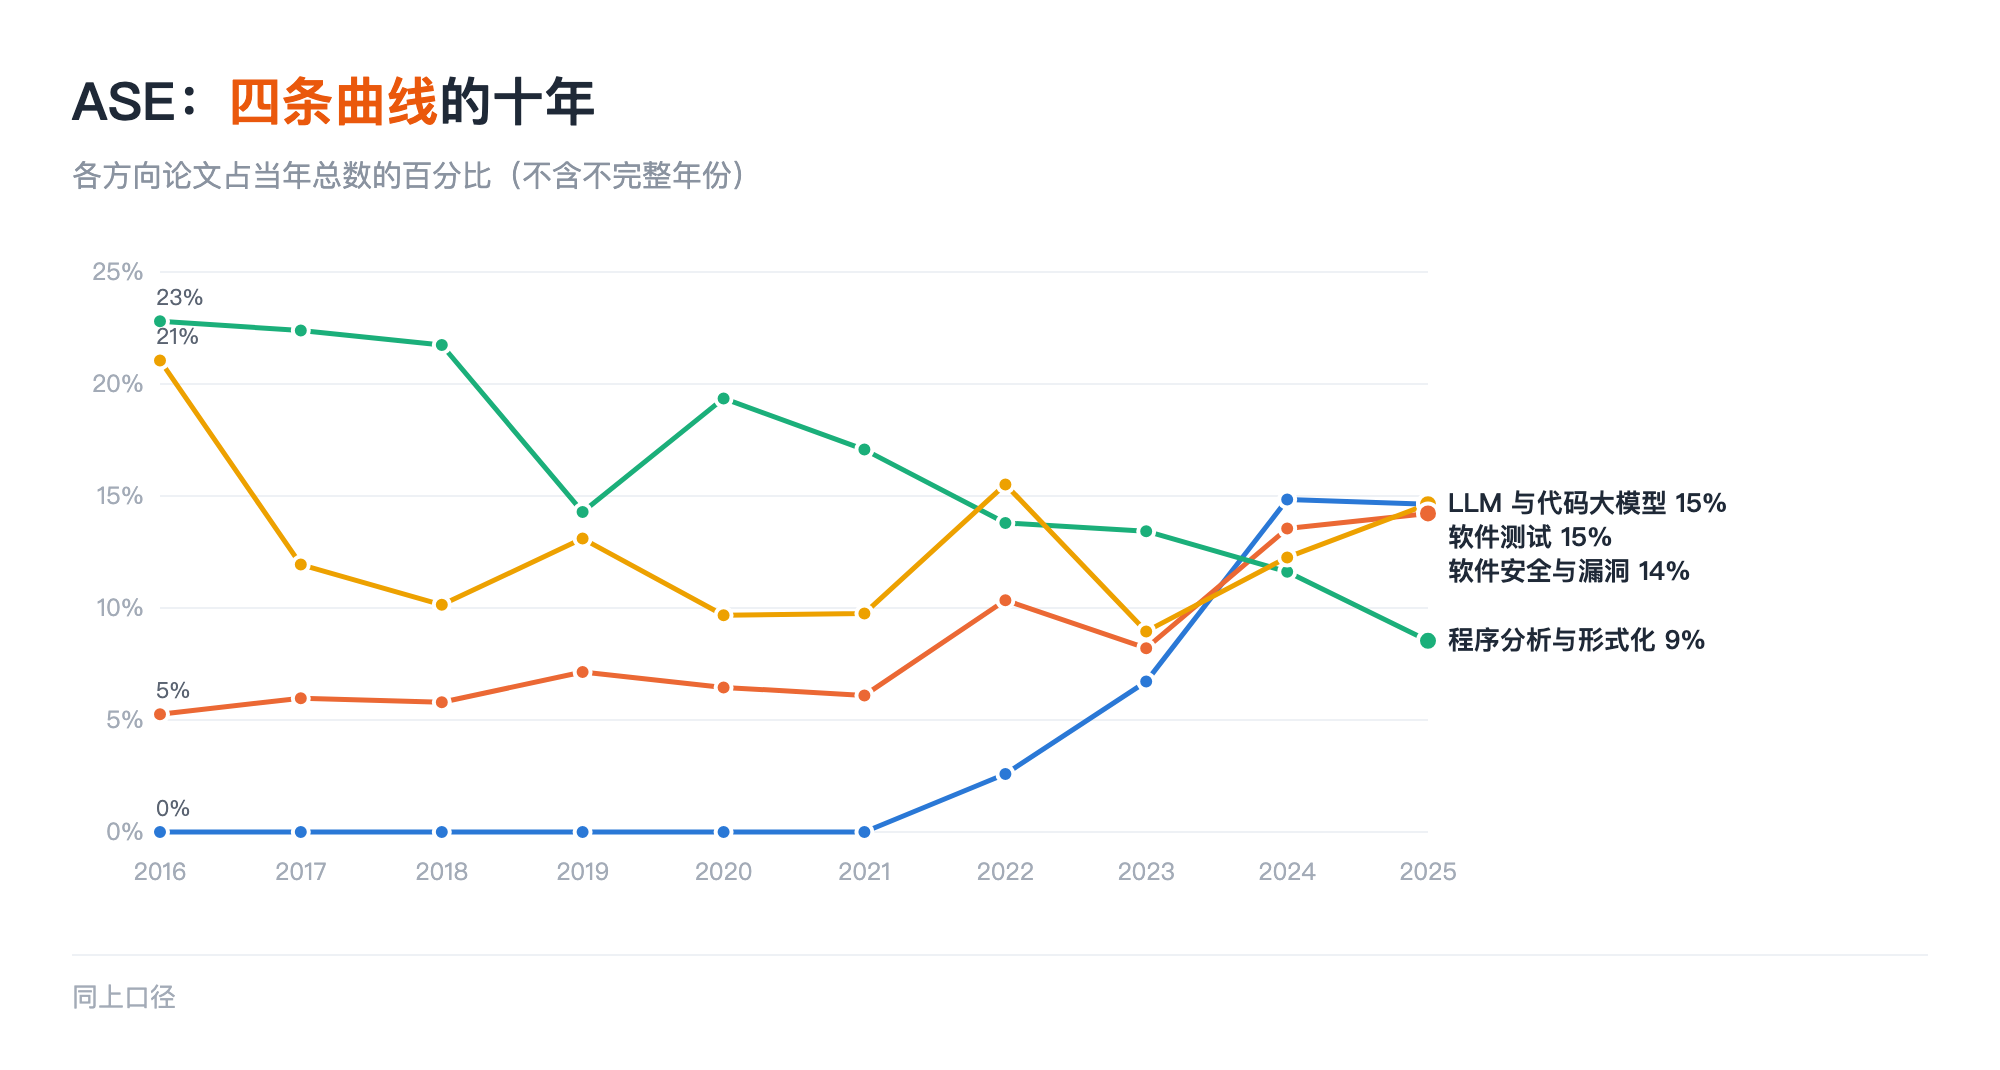 ASE：四条曲线的十年
各方向论文占当年总数的百分比（不含不完整年份）
25%
23%
21%
20%
15%
LLM 与代码大模型 15%
软件测试 15%
软件安全与漏洞 14%
10%
程序分析与形式化 9%
5%
5%
0%
0%
2016 2017 2018 2019 2020 2021 2022 2023 2024 2025
同上口径